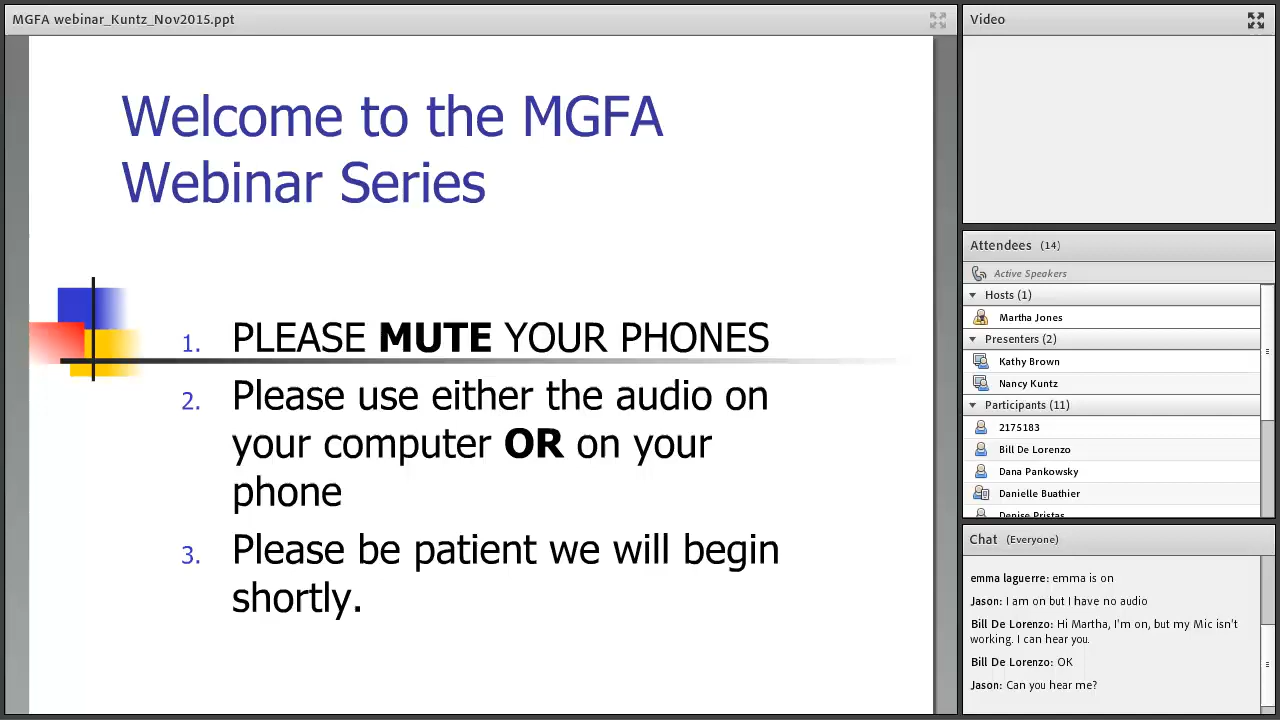 MGFA webinar_Kuntz_Nov2015.ppt
Welcome to the MGFA
Webinar Series
1. PLEASE MUTE YOUR PHONES
2. Please use either the audio on
your computer OR on your
phone
3. Please be patient we will begin
shortly.
Video
Attendees (14)
Active Speakers
Hosts (1)
Martha Jones
Presenters (2)
Kathy Brown
Nancy Kuntz
Participants (11)
2175183
Bill De Lorenzo
Dana Pankowsky
Danielle Buathier
Denise Pristas
Chat (Everyone)
emma laguerre: emma is on
Jason: I am on but I have no audio
Bill De Lorenzo: Hi Martha, I'm on, but my Mic isn't
working. I can hear you.
Bill De Lorenzo: OK
Jason: Can you hear me?